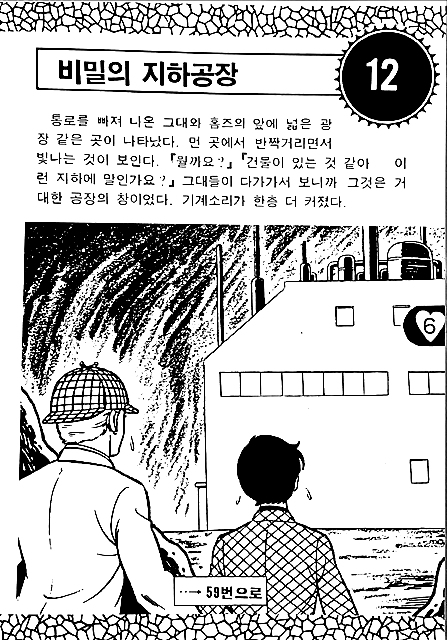 비밀의 지하공장
12
통로를 빠져 나온 그대와 홈즈의 앞에 넓은 광
장 같은 곳이 나타났다. 먼 곳에서 반짝거리면서
빛나는 것이 보인다. 『뭘까요?』 『건물이 있는 것 같아 이
런 지하에 말인가요?』 그대들이 다가가서 보니까 그것은 거
대한 공장의 창이었다. 기계소리가 한층 더 커졌다.
6
···→ 59번으로